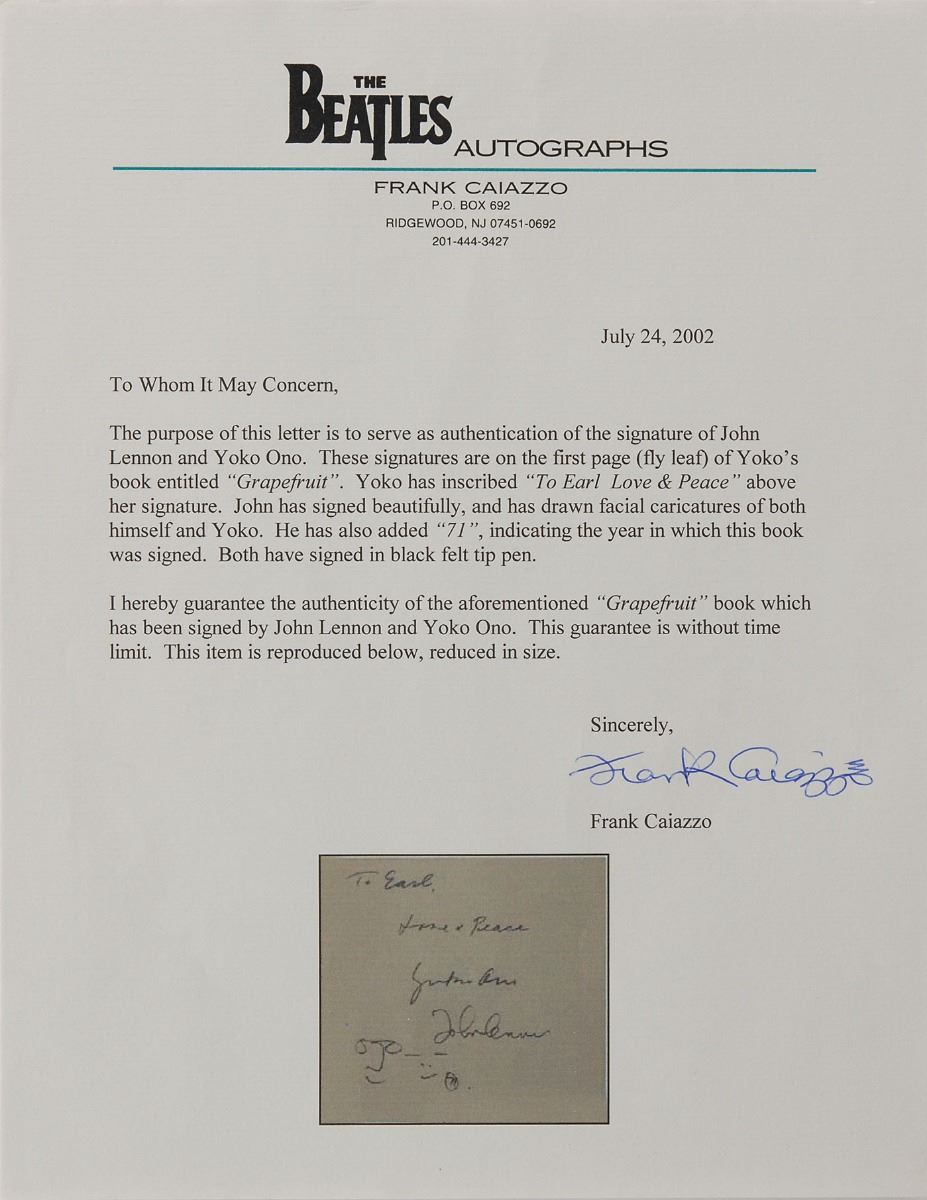 THE
BEATLES AUTOGRAPHS
FRANK CAIAZZO
P.O. BOX 692
RIDGEWOOD, NJ 07451-0692
201-444-3427
July 24, 2002
To Whom It May Concern,
The purpose of this letter is to serve as authentication of the signature of John
Lennon and Yoko Ono.  These signatures are on the first page (fly leaf) of Yoko’s
book entitled “Grapefruit”.  Yoko has inscribed “To Earl  Love & Peace” above
her signature.  John has signed beautifully, and has drawn facial caricatures of both
himself and Yoko.  He has also added “71”, indicating the year in which this book
was signed.  Both have signed in black felt tip pen.
I hereby guarantee the authenticity of the aforementioned “Grapefruit” book which
has been signed by John Lennon and Yoko Ono.  This guarantee is without time
limit.  This item is reproduced below, reduced in size.
Sincerely,
Frank Caiazzo
Frank Caiazzo
To Earl,
Love & Peace
Yoko Ono
John Lennon